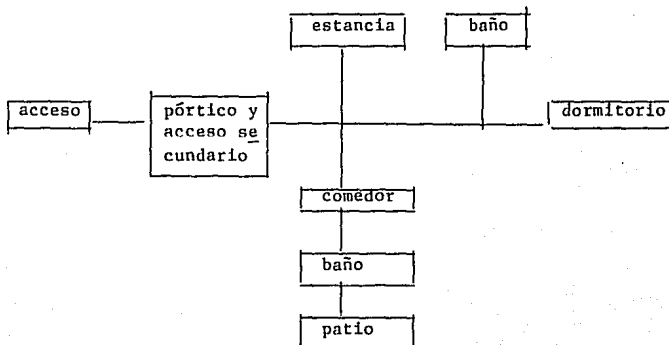 estancia
baño
acceso
pórtico y
acceso se
cundario
dormitorio
comedor
baño
patio